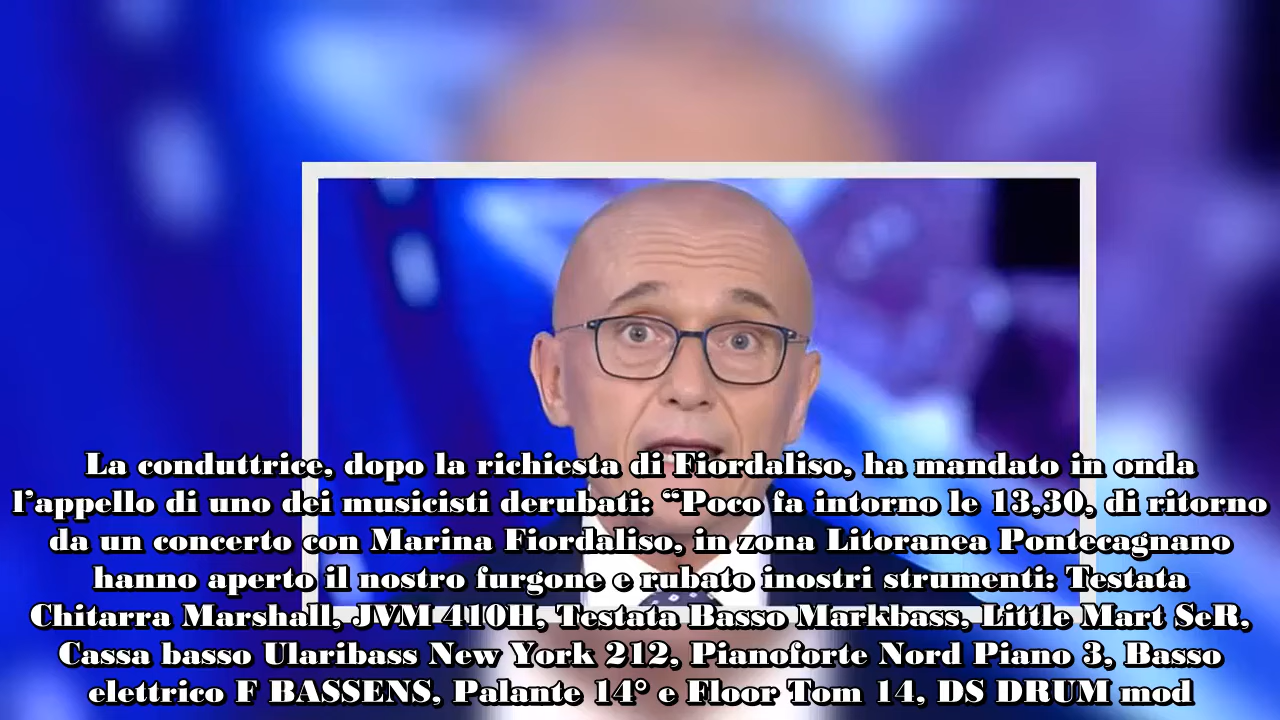 La conduttrice, dopo la richiesta di Fiordaliso, ha mandato in onda
l’appello di uno dei musicisti derubati: “Poco fa intorno le 13,30, di ritorno
da un concerto con Marina Fiordaliso, in zona Litoranea Pontecagnano
hanno aperto il nostro furgone e rubato inostri strumenti: Testata
Chitarra Marshall, JVM 410H, Testata Basso Markbass, Little Mart SeR,
Cassa basso Ularibass New York 212, Pianoforte Nord Piano 3, Basso
elettrico F BASSENS, Palante 14° e Floor Tom 14, DS DRUM mod